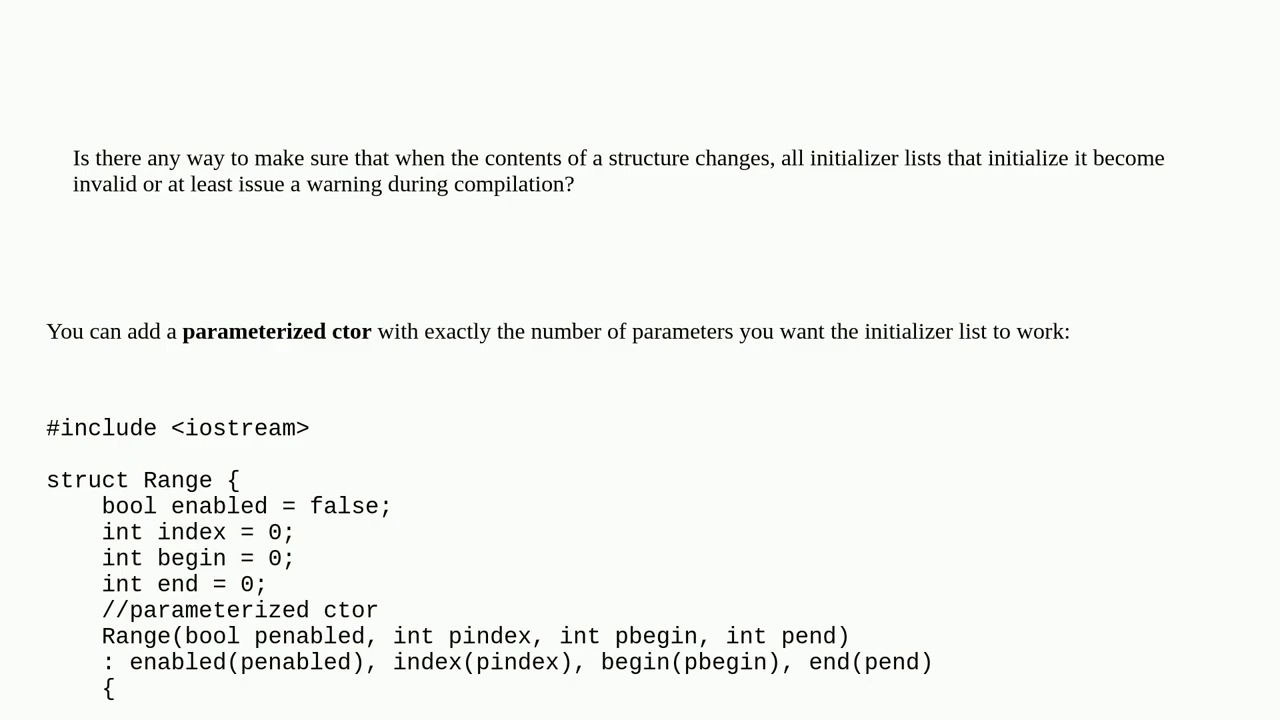 Is there any way to make sure that when the contents of a structure changes, all initializer lists that initialize it become
invalid or at least issue a warning during compilation?
You can add a parameterized ctor with exactly the number of parameters you want the initializer list to work:
#include <iostream>
struct Range {
    bool enabled = false;
    int index = 0;
    int begin = 0;
    int end = 0;
    //parameterized ctor
    Range(bool penabled, int pindex, int pbegin, int pend)
    : enabled(penabled), index(pindex), begin(pbegin), end(pend)
    {